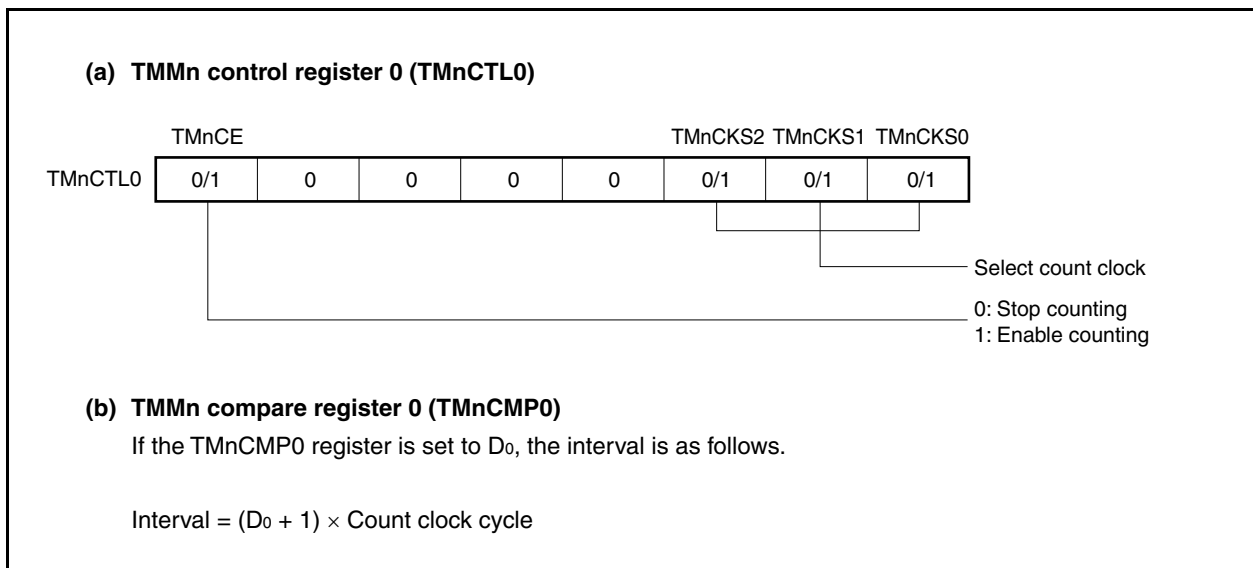 (a) TMMn control register 0 (TMnCTL0)
TMnCE TMnCKS2 TMnCKS1 TMnCKS0
TMnCTL0 0/1 0 0 0 0 0/1 0/1 0/1
Select count clock
0: Stop counting
1: Enable counting
(b) TMMn compare register 0 (TMnCMP0)
If the TMnCMP0 register is set to D0, the interval is as follows.
Interval = (D0 + 1) × Count clock cycle